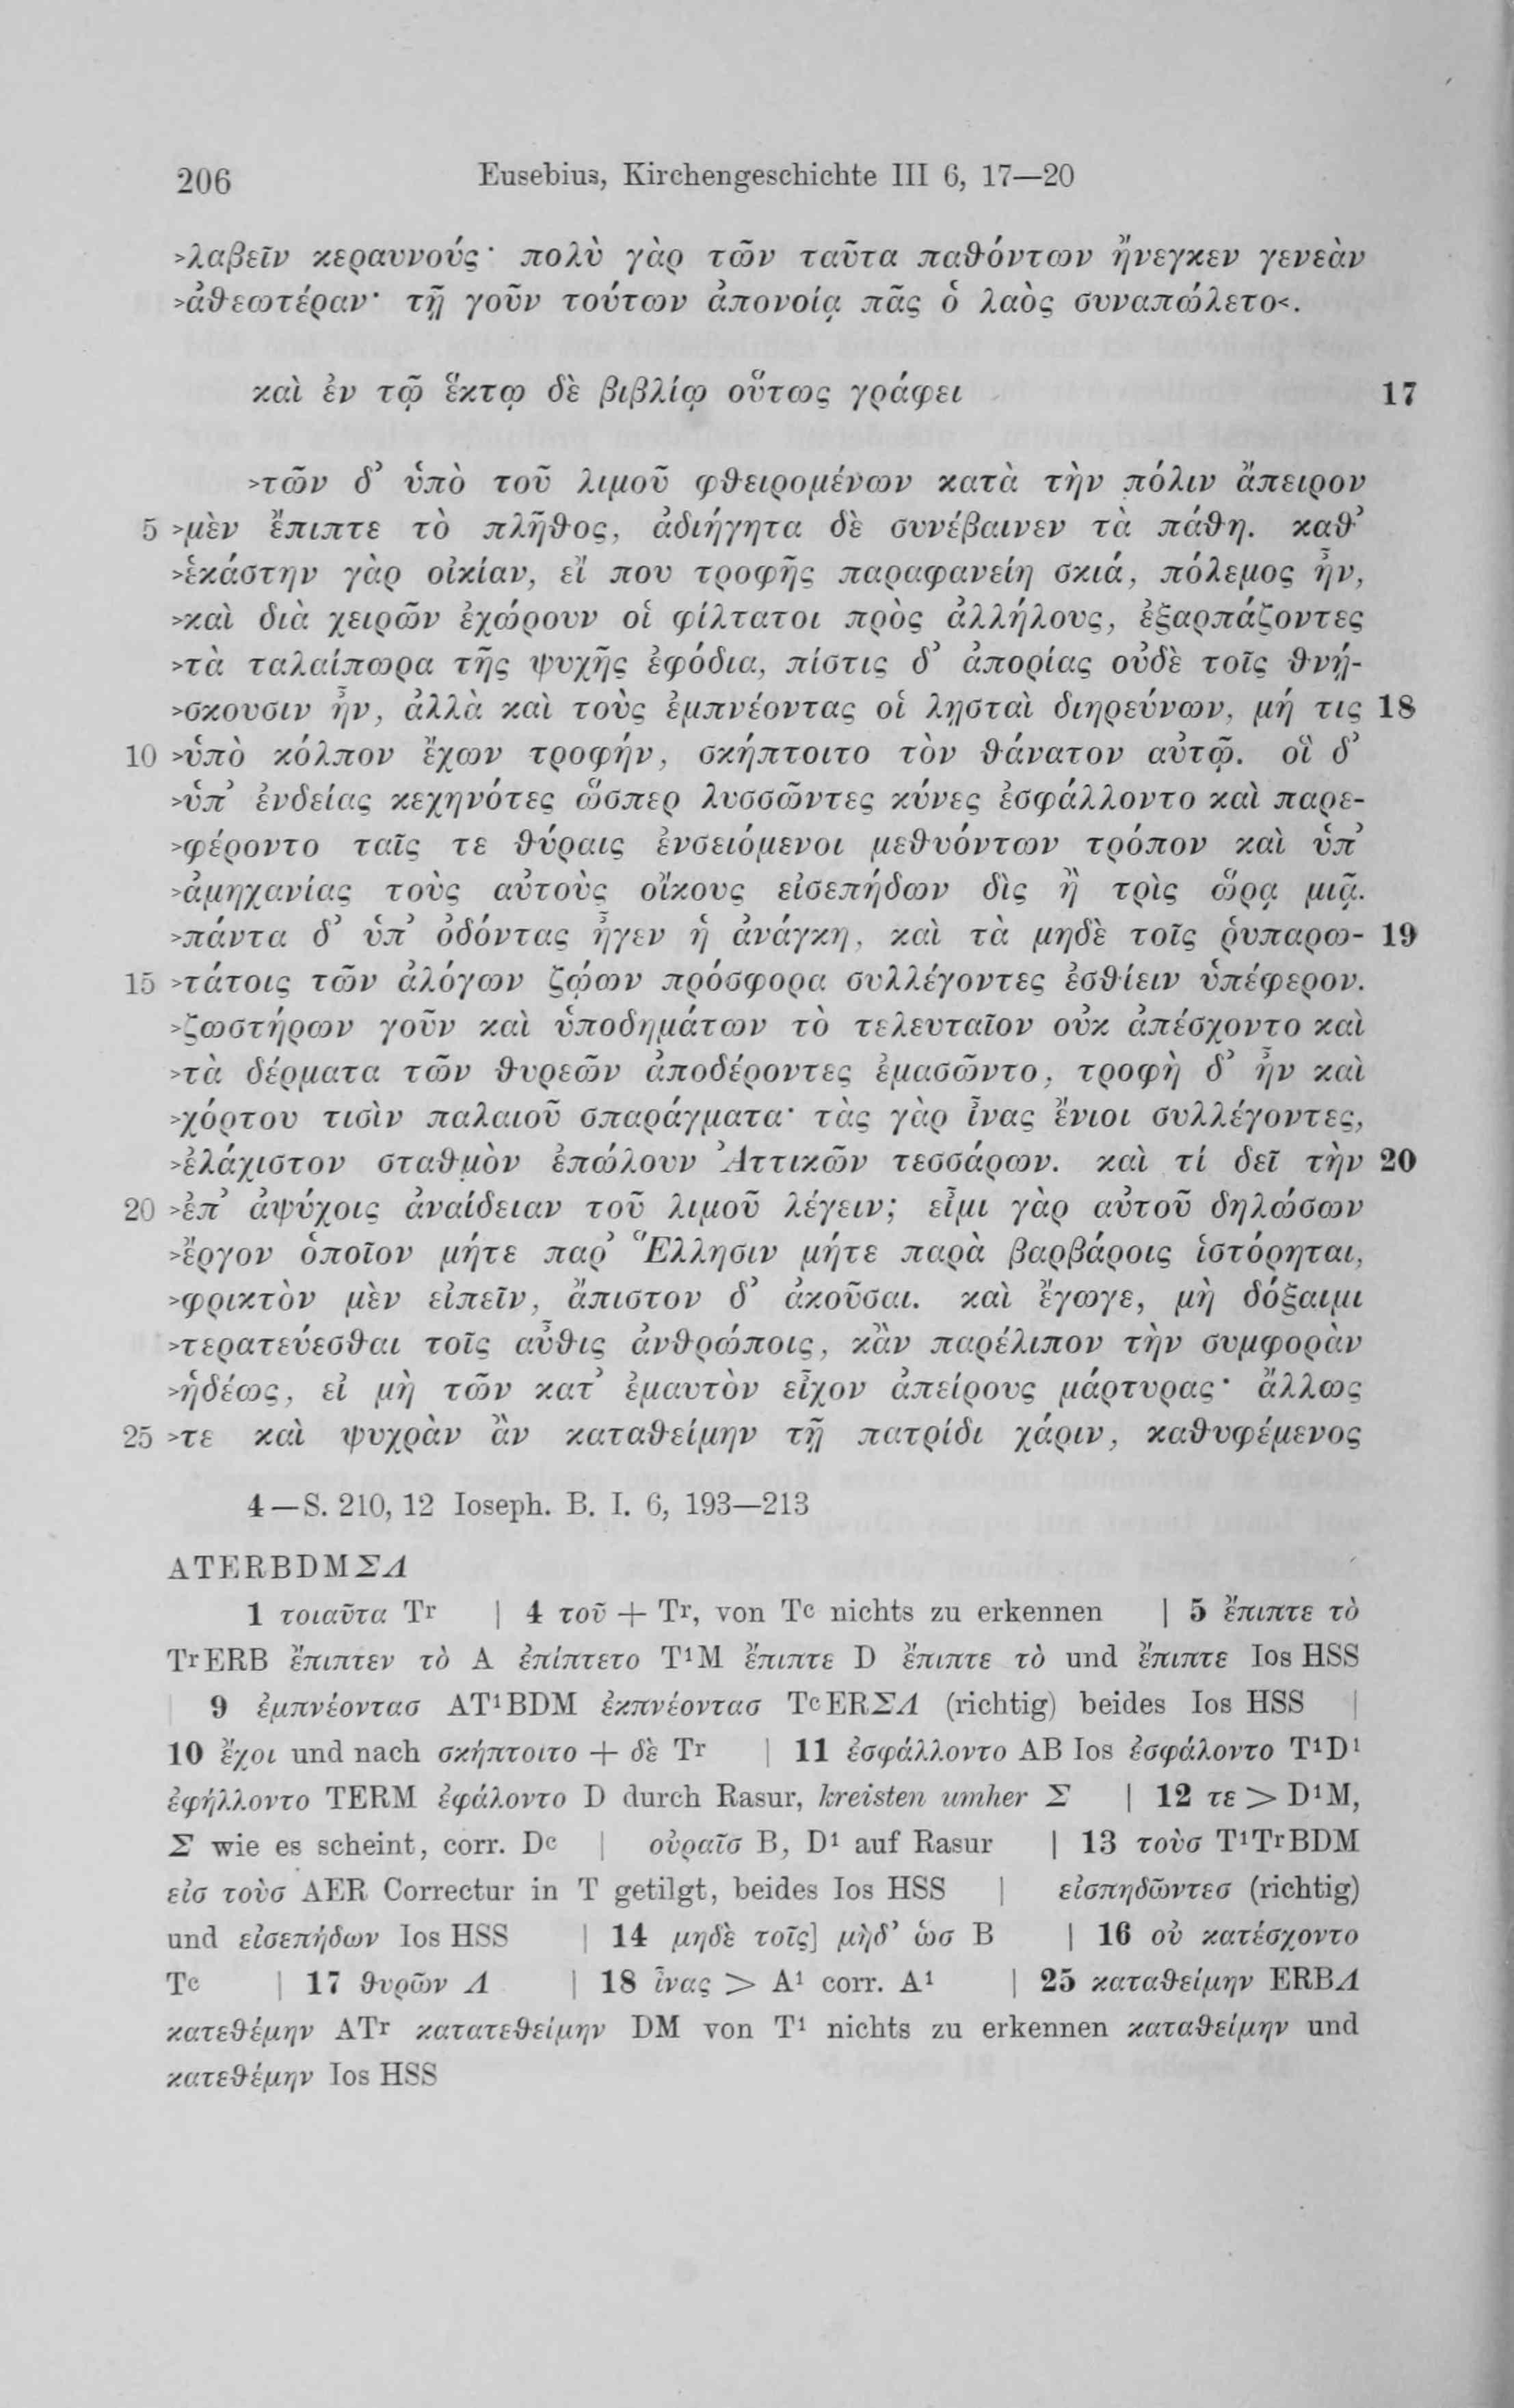 206 Eusebius, Kirchengeschichte III 6, 17—20
>λαβεῖν κεραυνούς· πολὺ γὰρ τῶν ταῦτα παθόντων ἤνεγκεν γενεὰν
>ἀθεωτέραν· τῇ γοῦν τούτων ἀπονοίᾳ πᾶς ὁ λαὸς συναπώλετο<.
καὶ ἐν τῷ ἕκτῳ δὲ βιβλίῳ οὕτως γράφει 17
>τῶν δ’ ὑπὸ τοῦ λιμοῦ φθειρομένων κατὰ τὴν πόλιν ἄπειρον
5 >μὲν ἔπιπτε τὸ πλῆθος, ἀδιήγητα δὲ συνέβαινεν τὰ πάθη. καθ’
>ἑκάστην γὰρ οἰκίαν, εἴ που τροφῆς παραφανείη σκιά, πόλεμος ἦν,
>καὶ διὰ χειρῶν ἐχώρουν οἱ φίλτατοι πρὸς ἀλλήλους, ἐξαρπάζοντες
>τὰ ταλαίπωρα τῆς ψυχῆς ἐφόδια, πίστις δ’ ἀπορίας οὐδὲ τοῖς θνῄ-
>σκουσιν ἦν, ἀλλὰ καὶ τοὺς ἐμπνέοντας οἱ λῃσταὶ διηρεύνων, μή τις 18
10 >ὑπὸ κόλπον ἔχων τροφήν, σκήπτοιτο τὸν θάνατον αὐτῷ. οἳ δ’
>ὑπ’ ἐνδείας κεχηνότες ὥσπερ λυσσῶντες κύνες ἐσφάλλοντο καὶ παρε-
>φέροντο ταῖς τε θύραις ἐνσειόμενοι μεθυόντων τρόπον καὶ ὑπ’
>ἀμηχανίας τοὺς αὐτοὺς οἴκους εἰσεπήδων δὶς ἢ τρὶς ὥρᾳ μιᾷ.
>πάντα δ’ ὑπ’ ὀδόντας ἦγεν ἡ ἀνάγκη, καὶ τὰ μηδὲ τοῖς ῥυπαρω- 19
15 >τάτοις τῶν ἀλόγων ζῴων πρόσφορα συλλέγοντες ἐσθίειν ὑπέφερον.
>ζωστήρων γοῦν καὶ ὑποδημάτων τὸ τελευταῖον οὐκ ἀπέσχοντο καὶ
>τὰ δέρματα τῶν θυρεῶν ἀποδέροντες ἐμασῶντο, τροφὴ δ’ ἦν καὶ
>χόρτου τισὶν παλαιοῦ σπαράγματα· τὰς γὰρ ἶνας ἔνιοι συλλέγοντες,
>ἐλάχιστον σταθμὸν ἐπώλουν Ἀττικῶν τεσσάρων. καὶ τί δεῖ τὴν 20
20 >ἐπ’ ἀψύχοις ἀναίδειαν τοῦ λιμοῦ λέγειν; εἶμι γὰρ αὐτοῦ δηλώσων
>ἔργον ὁποῖον μήτε παρ’ Ἕλλησιν μήτε παρὰ βαρβάροις ἱστόρηται,
>φρικτὸν μὲν εἰπεῖν, ἄπιστον δ’ ἀκοῦσαι. καὶ ἔγωγε, μὴ δόξαιμι
>τερατεύεσθαι τοῖς αὖθις ἀνθρώποις, κἂν παρέλιπον τὴν συμφορὰν
>ἡδέως, εἰ μὴ τῶν κατ’ ἐμαυτὸν εἶχον ἀπείρους μάρτυρας· ἄλλως
25 >τε καὶ ψυχρὰν ἂν καταθείμην τῇ πατρίδι χάριν, καθυφέμενος
4—S. 210, 12 Ioseph. B. I. 6, 193—213
ATERBDMΣΛ
1 τοιαῦτα Tr | 4 τοῦ + Tr, von Tc nichts zu erkennen | 5 ἔπιπτε τὸ
TrERB ἔπιπτεν τὸ A ἐπίπτετο T1M ἔπιπτε D ἔπιπτε τὸ und ἔπιπτε Ios HSS
| 9 ἐμπνέοντασ AT1BDM ἐκπνέοντασ TcERΣΛ (richtig) beides Ios HSS |
10 ἔχοι und nach σκήπτοιτο + δὲ Tr | 11 ἐσφάλλοντο AB Ios ἐσφάλοντο T1D1
ἐφήλλοντο TERM ἐφάλοντο D durch Rasur, kreisten umher Σ | 12 τε > D1M,
Σ wie es scheint, corr. Dc | οὐραῖσ B, D1 auf Rasur | 13 τοὺσ T1TrBDM
εἰσ τοὺσ AER Correctur in T getilgt, beides Ios HSS | εἰσπηδῶντεσ (richtig)
und εἰσεπήδων Ios HSS | 14 μηδὲ τοῖς] μὴδ’ ὡσ B | 16 οὐ κατέσχοντο
Tc | 17 θυρῶν Λ | 18 ἶνας > A1 corr. A1 | 25 καταθείμην ERBΛ
κατεθέμην ATr κατατεθείμην DM von T1 nichts zu erkennen καταθείμην und
κατεθέμην Ios HSS